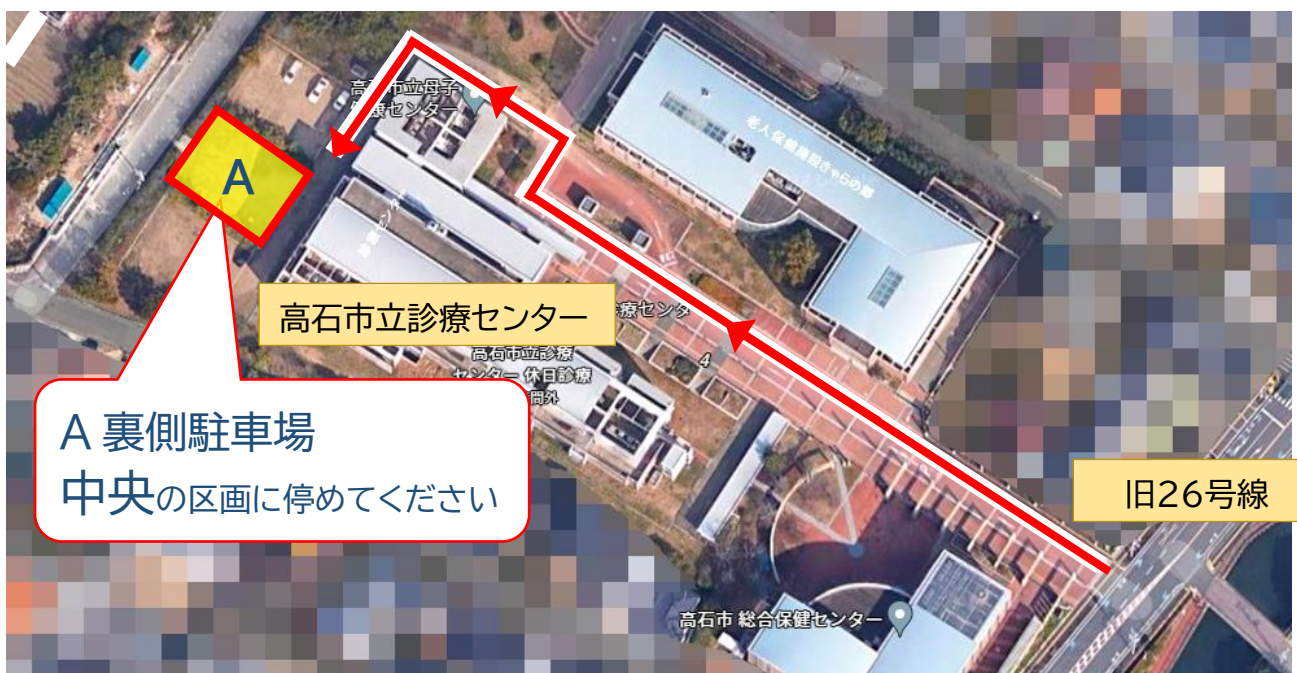 高石市立母子
健康センター
老人保健施設きゃらの郷
A
高石市立診療センター
療センタ
高石市立診療
センター 休日診療
間外
4
A 裏側駐車場
中央の区画に停めてください
旧26号線
高石市 総合保健センター